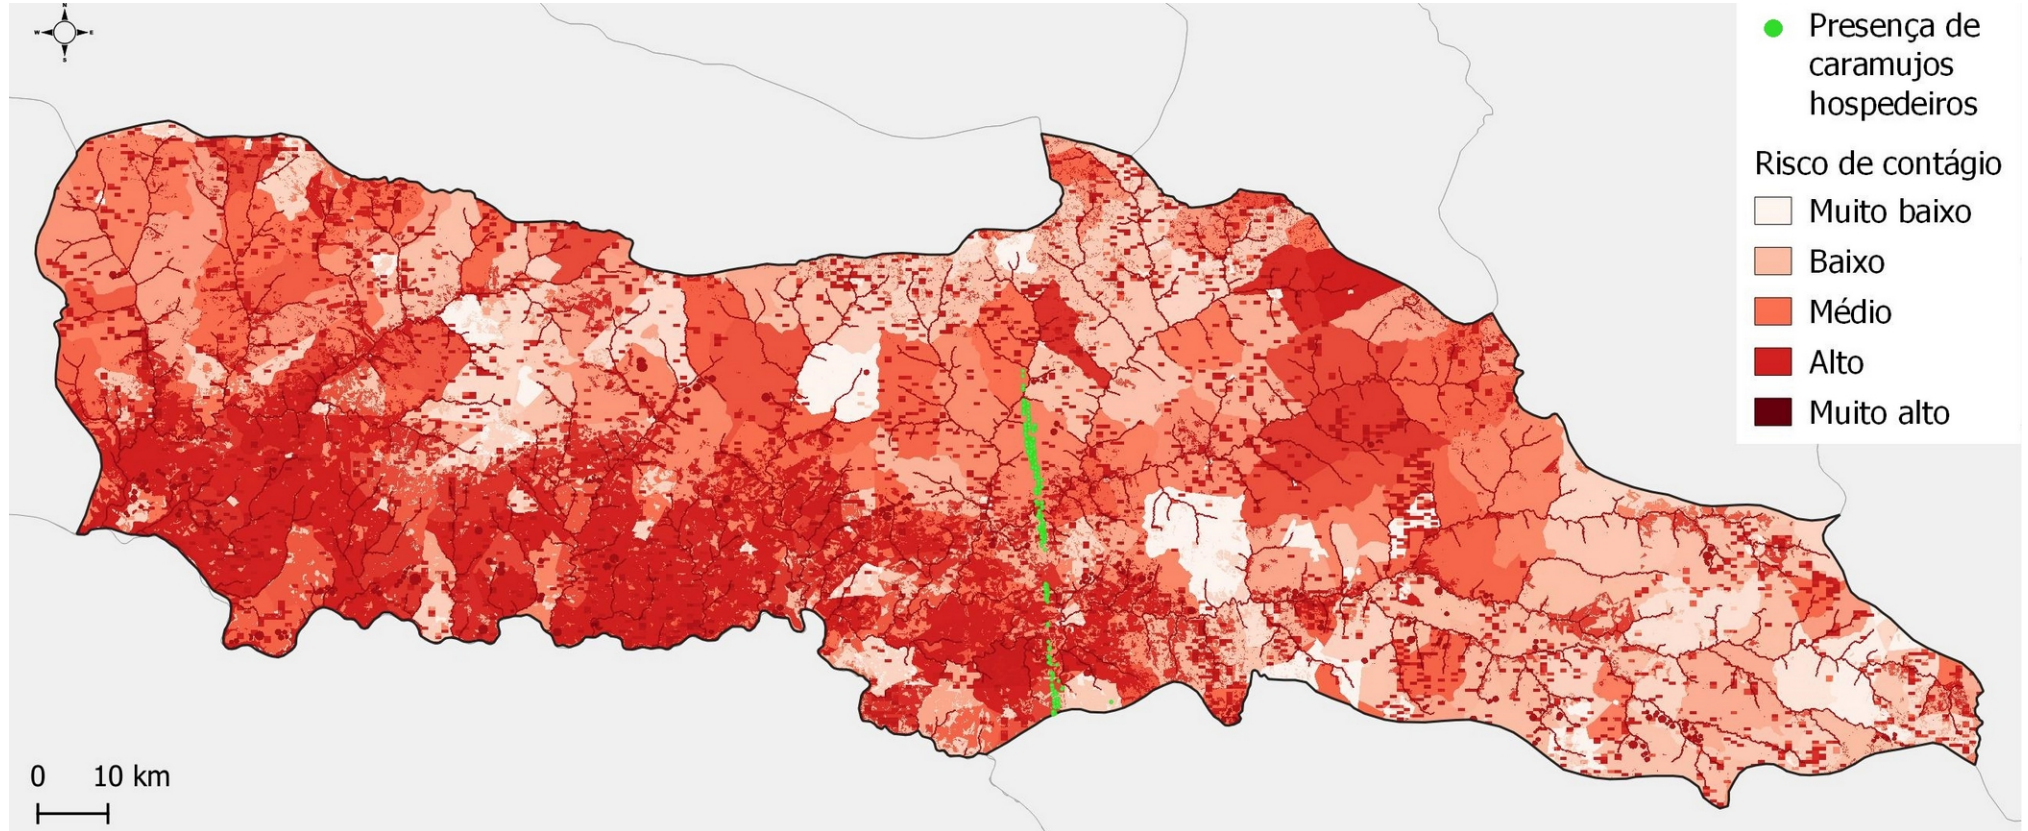 N
W
E
S
Presença de
caramujos
hospedeiros
Risco de contágio
Muito baixo
Baixo
Médio
Alto
Muito alto
0 10 km